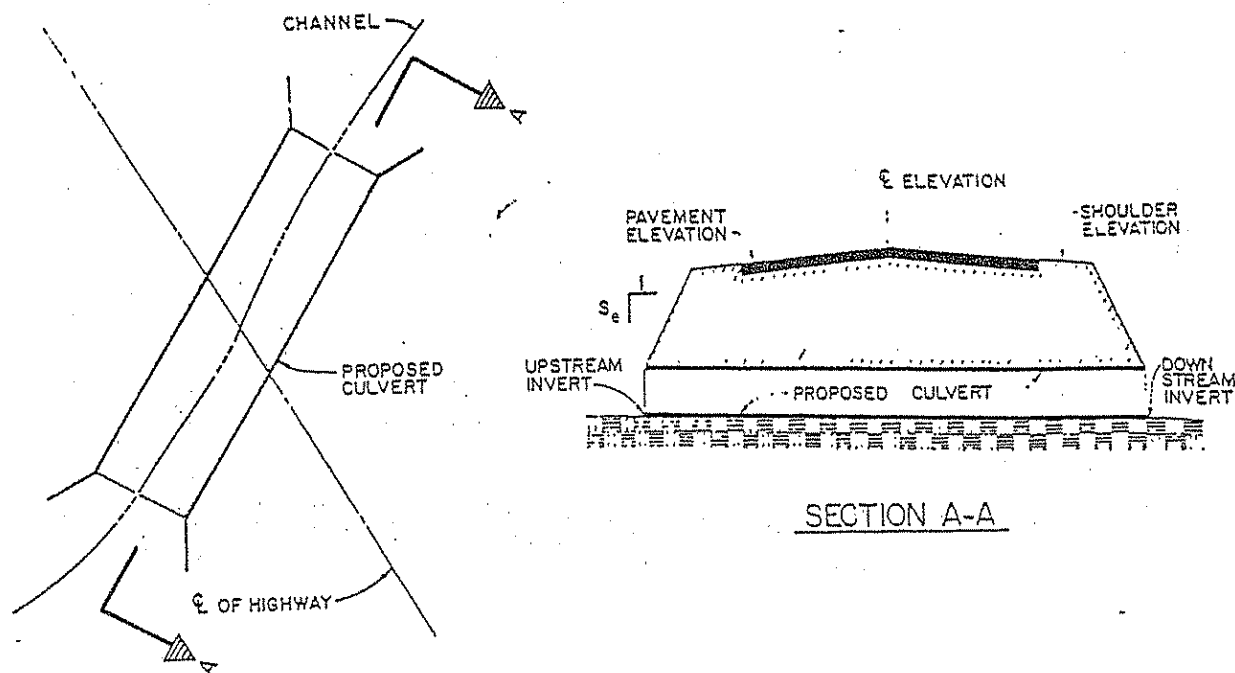 CHANNEL
A
℄ ELEVATION
PAVEMENT
ELEVATION
SHOULDER
ELEVATION
1
Se
PROPOSED
CULVERT
UPSTREAM
INVERT
PROPOSED CULVERT
DOWN
STREAM
INVERT
SECTION A-A
℄ OF HIGHWAY
A